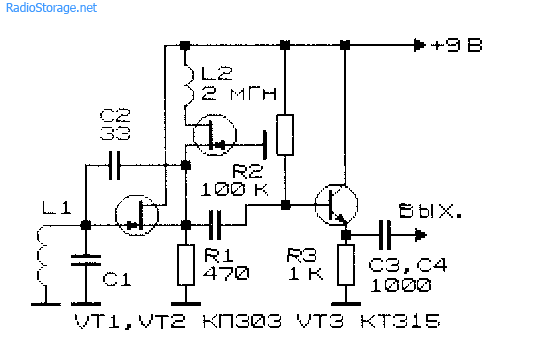 RadioStorage.net
+9 В
L2
2 мГн
C2
33
R2
100 к
L1
Вых.
R1
470
R3
1 к
C1
C3, C4
1000
VT1, VT2 КП303 VT3 КТ315